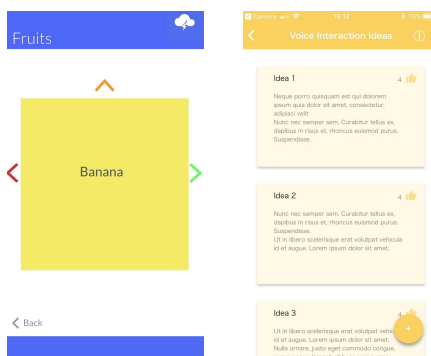 Fruits
Banana
Back
Camera 15:12 70%
Voice Interaction Ideas
Idea 1 4
Neque porro quisquam est qui dolorem
ipsum quia dolor sit amet, consectetur,
adipisci velit
Nunc nec semper sem. Curabitur tellus ex,
dapibus in risus et, rhoncus euismod purus.
Suspendisse.
Idea 2 4
Nunc nec semper sem. Curabitur tellus ex,
dapibus in risus et, rhoncus euismod purus.
Suspendisse.
Ut in libero scelerisque erat volutpat vehicula
id et augue. Lorem ipsum dolor sit amet.
Idea 3 4
Ut in libero scelerisque erat volutpat
id et augue. Lorem ipsum dolor sit amet.
Nulla ornare, justo eget commodo congue,